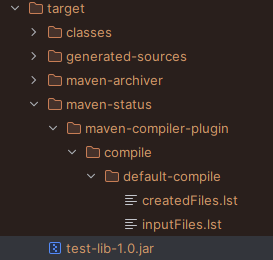 target
classes
generated-sources
maven-archiver
maven-status
maven-compiler-plugin
compile
default-compile
createdFiles.lst
inputFiles.lst
test-lib-1.0.jar